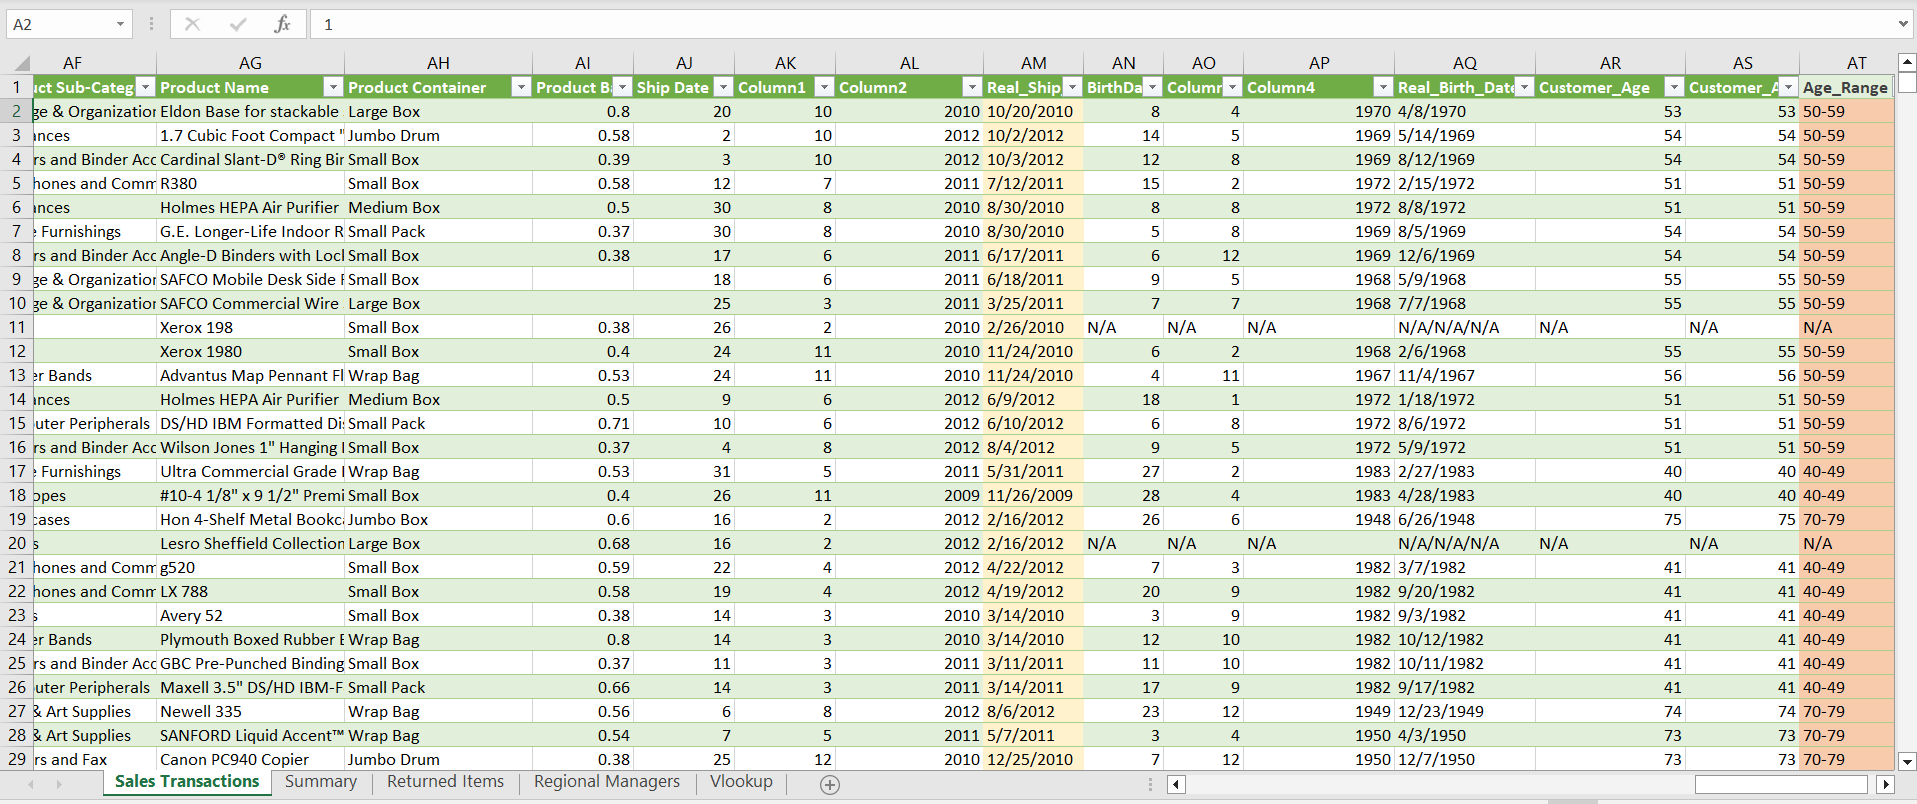 A2 fx 1
AF AG AH AI AJ AK AL AM AN AO AP AQ AR AS AT
1 uct Sub-Categ Product Name Product Container Product B Ship Date Column1 Column2 Real_Ship_ BirthDa Column Column4 Real_Birth_Date Customer_Age Customer_A Age_Range
2 ge & Organization Eldon Base for stackable Large Box 0.8 20 10 2010 10/20/2010 8 4 1970 4/8/1970 53 53 50-59
3 ances 1.7 Cubic Foot Compact " Jumbo Drum 0.58 2 10 2012 10/2/2012 14 5 1969 5/14/1969 54 54 50-59
4 rs and Binder Acc Cardinal Slant-D® Ring Bin Small Box 0.39 3 10 2012 10/3/2012 12 8 1969 8/12/1969 54 54 50-59
5 hones and Comm R380 Small Box 0.58 12 7 2011 7/12/2011 15 2 1972 2/15/1972 51 51 50-59
6 ances Holmes HEPA Air Purifier Medium Box 0.5 30 8 2010 8/30/2010 8 8 1972 8/8/1972 51 51 50-59
7 e Furnishings G.E. Longer-Life Indoor R Small Pack 0.37 30 8 2010 8/30/2010 5 8 1969 8/5/1969 54 54 50-59
8 rs and Binder Acc Angle-D Binders with Lock Small Box 0.38 17 6 2011 6/17/2011 6 12 1969 12/6/1969 54 54 50-59
9 ge & Organization SAFCO Mobile Desk Side F Small Box 18 6 2011 6/18/2011 9 5 1968 5/9/1968 55 55 50-59
10 ge & Organization SAFCO Commercial Wire Large Box 25 3 2011 3/25/2011 7 7 1968 7/7/1968 55 55 50-59
11 Xerox 198 Small Box 0.38 26 2 2010 2/26/2010 N/A N/A N/A N/A/N/A/N/A N/A N/A N/A
12 Xerox 1980 Small Box 0.4 24 11 2010 11/24/2010 6 2 1968 2/6/1968 55 55 50-59
13 er Bands Advantus Map Pennant Fl Wrap Bag 0.53 24 11 2010 11/24/2010 4 11 1967 11/4/1967 56 56 50-59
14 ances Holmes HEPA Air Purifier Medium Box 0.5 9 6 2012 6/9/2012 18 1 1972 1/18/1972 51 51 50-59
15 uter Peripherals DS/HD IBM Formatted Dis Small Pack 0.71 10 6 2012 6/10/2012 6 8 1972 8/6/1972 51 51 50-59
16 rs and Binder Acc Wilson Jones 1" Hanging Small Box 0.37 4 8 2012 8/4/2012 9 5 1972 5/9/1972 51 51 50-59
17 e Furnishings Ultra Commercial Grade Wrap Bag 0.53 31 5 2011 5/31/2011 27 2 1983 2/27/1983 40 40 40-49
18 opes #10-4 1/8" x 9 1/2" Premi Small Box 0.4 26 11 2009 11/26/2009 28 4 1983 4/28/1983 40 40 40-49
19 cases Hon 4-Shelf Metal Bookca Jumbo Box 0.6 16 2 2012 2/16/2012 26 6 1948 6/26/1948 75 75 70-79
20 s Lesro Sheffield Collection Large Box 0.68 16 2 2012 2/16/2012 N/A N/A N/A N/A/N/A/N/A N/A N/A N/A
21 hones and Comm g520 Small Box 0.59 22 4 2012 4/22/2012 7 3 1982 3/7/1982 41 41 40-49
22 hones and Comm LX 788 Small Box 0.58 19 4 2012 4/19/2012 20 9 1982 9/20/1982 41 41 40-49
23 s Avery 52 Small Box 0.38 14 3 2010 3/14/2010 3 9 1982 9/3/1982 41 41 40-49
24 er Bands Plymouth Boxed Rubber B Wrap Bag 0.8 14 3 2010 3/14/2010 12 10 1982 10/12/1982 41 41 40-49
25 rs and Binder Acc GBC Pre-Punched Binding Small Box 0.37 11 3 2011 3/11/2011 11 10 1982 10/11/1982 41 41 40-49
26 uter Peripherals Maxell 3.5" DS/HD IBM-F Small Pack 0.66 14 3 2011 3/14/2011 17 9 1982 9/17/1982 41 41 40-49
27 & Art Supplies Newell 335 Wrap Bag 0.56 6 8 2012 8/6/2012 23 12 1949 12/23/1949 74 74 70-79
28 & Art Supplies SANFORD Liquid Accent™ Wrap Bag 0.54 7 5 2011 5/7/2011 3 4 1950 4/3/1950 73 73 70-79
29 rs and Fax Canon PC940 Copier Jumbo Drum 0.38 25 12 2010 12/25/2010 7 12 1950 12/7/1950 73 73 70-79
Sales Transactions Summary Returned Items Regional Managers Vlookup